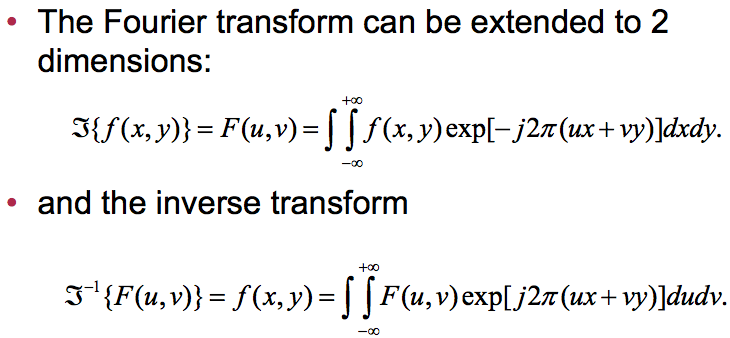 • The Fourier transform can be extended to 2
dimensions:
ℑ{f(x,y)} = F(u,v) = ∫∫_{−∞}^{+∞} f(x,y)exp[−j2π(ux+vy)]dxdy.
• and the inverse transform
ℑ⁻¹{F(u,v)} = f(x,y) = ∫∫_{−∞}^{+∞} F(u,v)exp[j2π(ux+vy)]dudv.